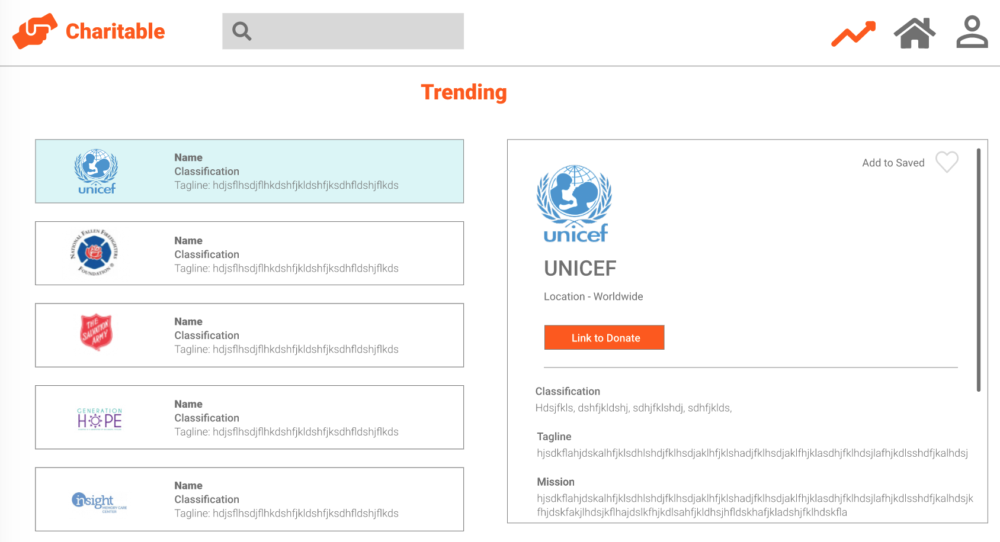 Charitable
Trending
unicef
Name
Classification
Tagline: hdjsflhsdjflhkdshfjkldshfjksdhfldshjflkds
NATIONAL FALLEN FIREFIGHTERS FOUNDATION
Name
Classification
Tagline: hdjsflhsdjflhkdshfjkldshfjksdhfldshjflkds
THE
SALVATION
ARMY
Name
Classification
Tagline: hdjsflhsdjflhkdshfjkldshfjksdhfldshjflkds
GENERATION
HOPE
Name
Classification
Tagline: hdjsflhsdjflhkdshfjkldshfjksdhfldshjflkds
insight
MEMORY CARE
CENTER
Name
Classification
Tagline: hdjsflhsdjflhkdshfjkldshfjksdhfldshjflkds
Add to Saved
unicef
UNICEF
Location - Worldwide
Link to Donate
Classification
Hdsjfkls, dshfjkldshj, sdhjfklshdj, sdhfjklds,
Tagline
hjsdkflahjdskalhfjklsdhlshdjfklhsdjaklhfjklshadjfklhsdjaklfhjklasdhjfklhdsjlafhjkdlsshdfjkalhdsj
Mission
hjsdkflahjdskalhfjklsdhlshdjfklhsdjaklhfjklshadjfklhsdjaklfhjklasdhjfklhdsjlafhjkdlsshdfjkalhdsjk
fhjdskfakjlhdsjkflhajdslkfhjkdlsahfjkldhsjhfldskhafjkladshjfklhdskfla